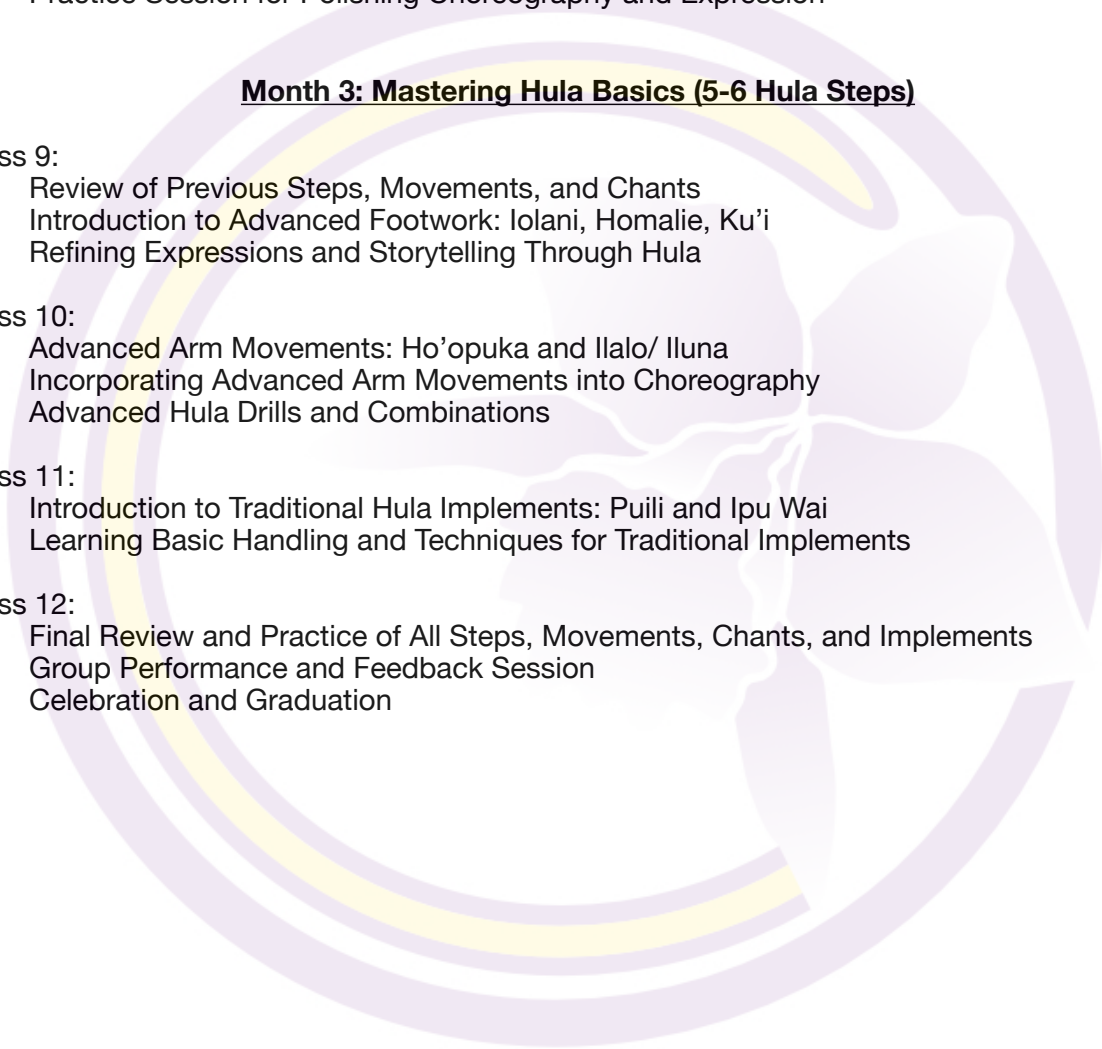 Practice Session for Polishing Choreography and Expression
Month 3: Mastering Hula Basics (5-6 Hula Steps)
ss 9:
Review of Previous Steps, Movements, and Chants
Introduction to Advanced Footwork: Iolani, Homalie, Ku’i
Refining Expressions and Storytelling Through Hula
ss 10:
Advanced Arm Movements: Ho’opuka and Ilalo/ Iluna
Incorporating Advanced Arm Movements into Choreography
Advanced Hula Drills and Combinations
ss 11:
Introduction to Traditional Hula Implements: Puili and Ipu Wai
Learning Basic Handling and Techniques for Traditional Implements
ss 12:
Final Review and Practice of All Steps, Movements, Chants, and Implements
Group Performance and Feedback Session
Celebration and Graduation